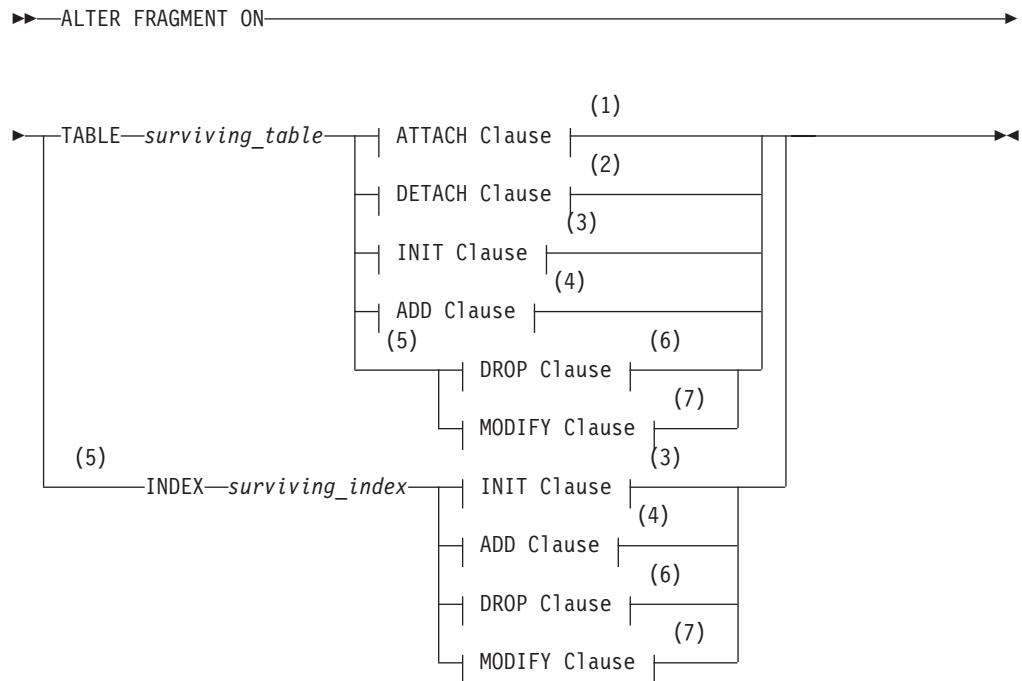 ALTER FRAGMENT ON
(1)
TABLE surviving_table ATTACH Clause
(2)
DETACH Clause
(3)
INIT Clause
(4)
ADD Clause
(5) (6)
DROP Clause
(7)
MODIFY Clause
(5) (3)
INDEX surviving_index INIT Clause
(4)
ADD Clause
(6)
DROP Clause
(7)
MODIFY Clause